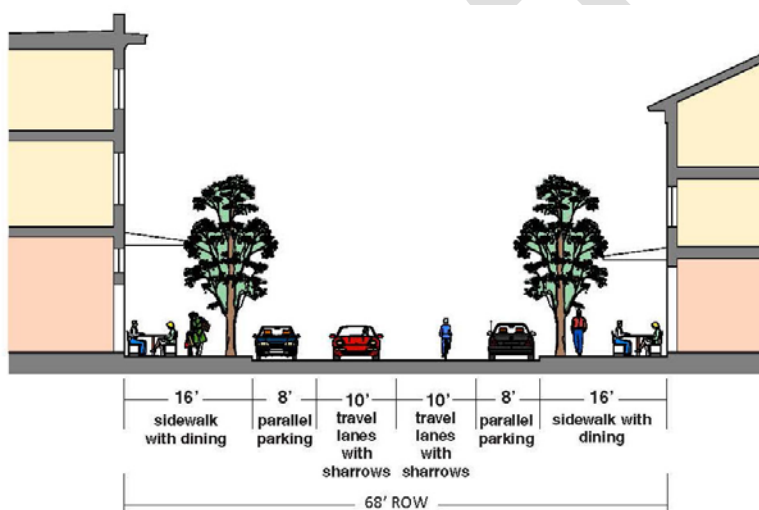 16' 8' 10' 10' 8' 16'
sidewalk with dining
parallel parking
travel lanes with sharrows
travel lanes with sharrows
parallel parking
sidewalk with dining
68' ROW